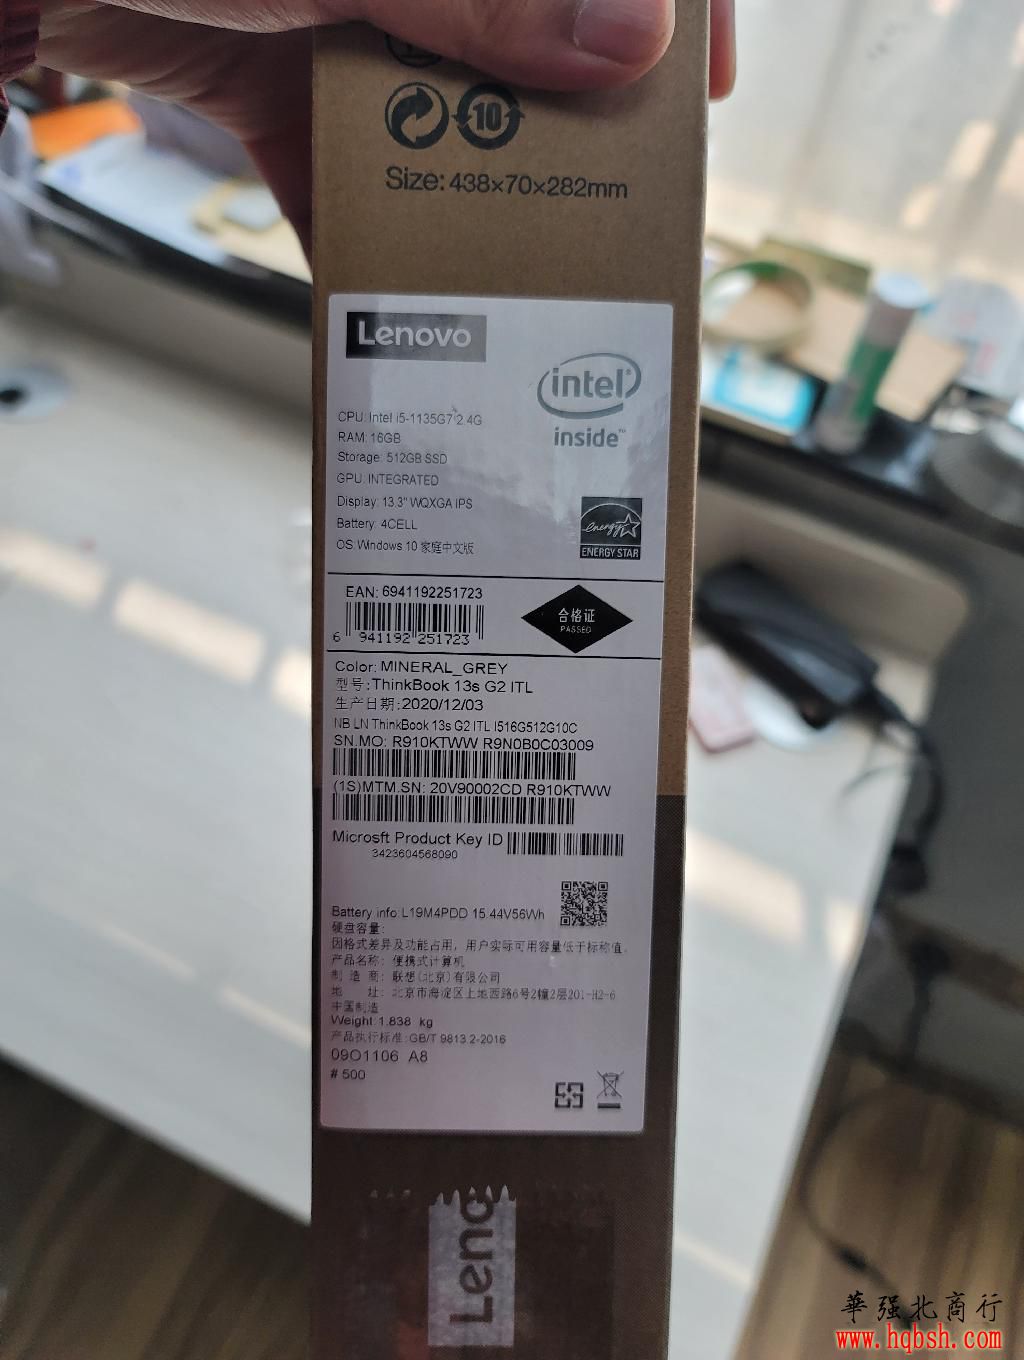 10
Size: 438×70×282mm
Lenovo
intel
inside™
CPU: Intel i5-1135G7 2.4G
RAM: 16GB
Storage: 512GB SSD
GPU: INTEGRATED
Display: 13.3" WQXGA IPS
Battery: 4CELL
OS: Windows 10 家庭中文版
energy
ENERGY STAR
EAN: 6941192251723
6 941192 251723
合格证
PASSED
Color: MINERAL_GREY
型号:ThinkBook 13s G2 ITL
生产日期:2020/12/03
NB LN ThinkBook 13s G2 ITL I516G512G10C
SN.MO: R910KTWW R9N0B0C03009
(1S)MTM.SN: 20V90002CD R910KTWW
Microsft Product Key ID
3423604568090
Battery info:L19M4PDD 15.44V56Wh
硬盘容量:
因格式差异及功能占用，用户实际可用容量低于标称值。
产品名称: 便携式计算机
制 造 商: 联想(北京)有限公司
地 址: 北京市海淀区上地西路6号2幢2层201-H2-6
中国制造
Weight:1.838 kg
产品执行标准:GB/T 9813.2-2016
09O1106 A8
# 500
Leno
華强北商行
www.hqbsh.com